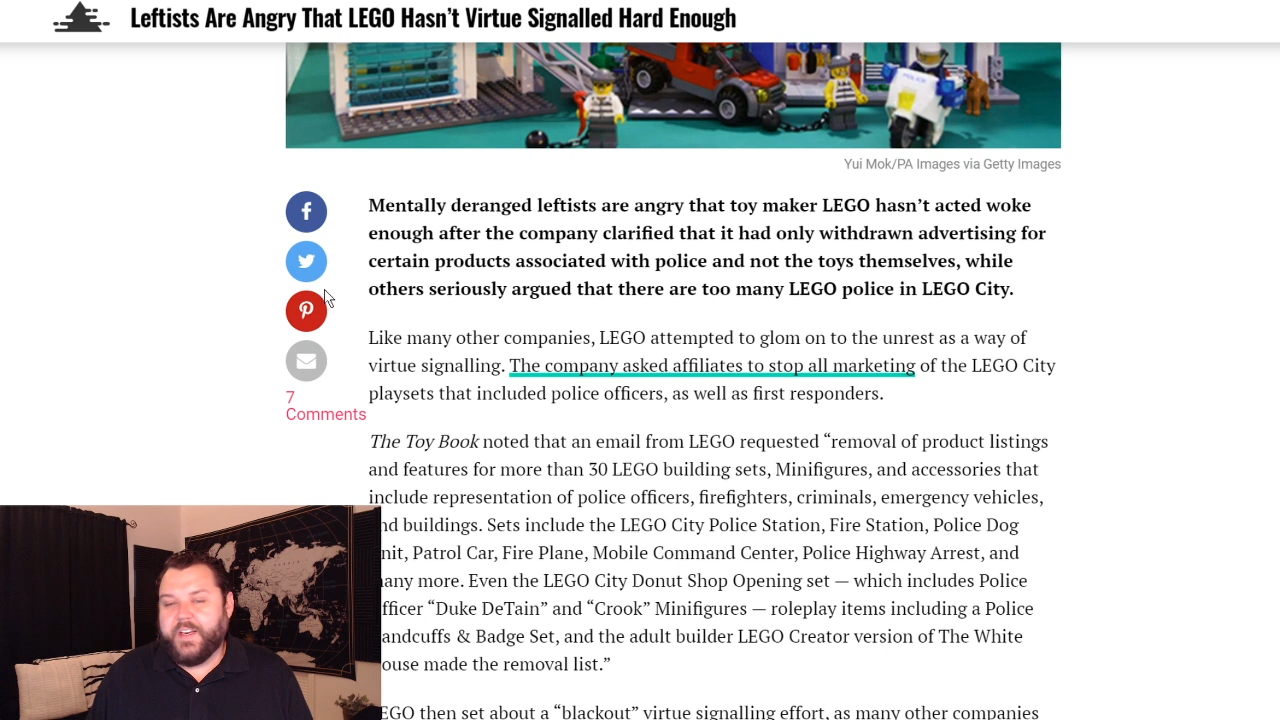 Leftists Are Angry That LEGO Hasn't Virtue Signalled Hard Enough
POLICE
Yui Mok/PA Images via Getty Images
Mentally deranged leftists are angry that toy maker LEGO hasn't acted woke
enough after the company clarified that it had only withdrawn advertising for
certain products associated with police and not the toys themselves, while
others seriously argued that there are too many LEGO police in LEGO City.
Like many other companies, LEGO attempted to glom on to the unrest as a way of
virtue signalling. The company asked affiliates to stop all marketing of the LEGO City
playsets that included police officers, as well as first responders.
7
Comments
The Toy Book noted that an email from LEGO requested “removal of product listings
and features for more than 30 LEGO building sets, Minifigures, and accessories that
include representation of police officers, firefighters, criminals, emergency vehicles,
nd buildings. Sets include the LEGO City Police Station, Fire Station, Police Dog
nit, Patrol Car, Fire Plane, Mobile Command Center, Police Highway Arrest, and
any more. Even the LEGO City Donut Shop Opening set — which includes Police
fficer “Duke DeTain” and “Crook” Minifigures — roleplay items including a Police
andcuffs & Badge Set, and the adult builder LEGO Creator version of The White
ouse made the removal list.”
EGO then set about a “blackout” virtue signalling effort, as many other companies